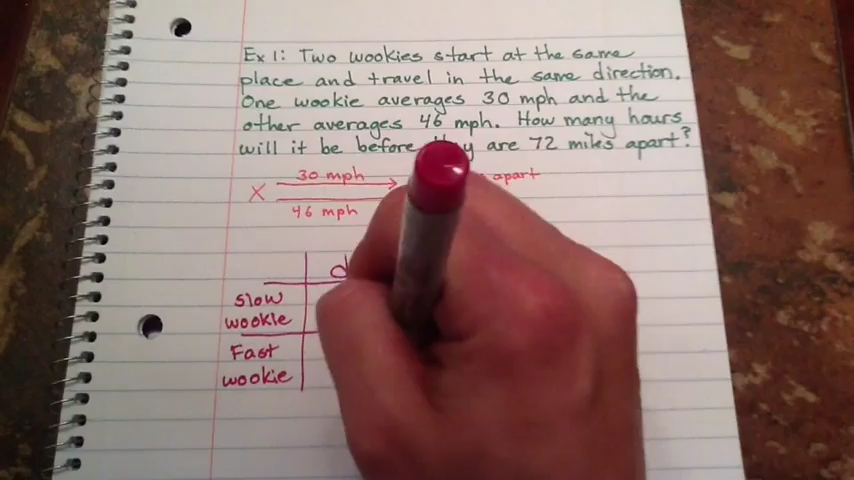 Ex 1: Two wookies start at the same
place and travel in the same direction.
One wookie averages 30 mph and the
other averages 46 mph. How many hours
will it be before they are 72 miles apart?
30 mph
X
apart
46 mph
d
slow
wookie
Fast
wookie